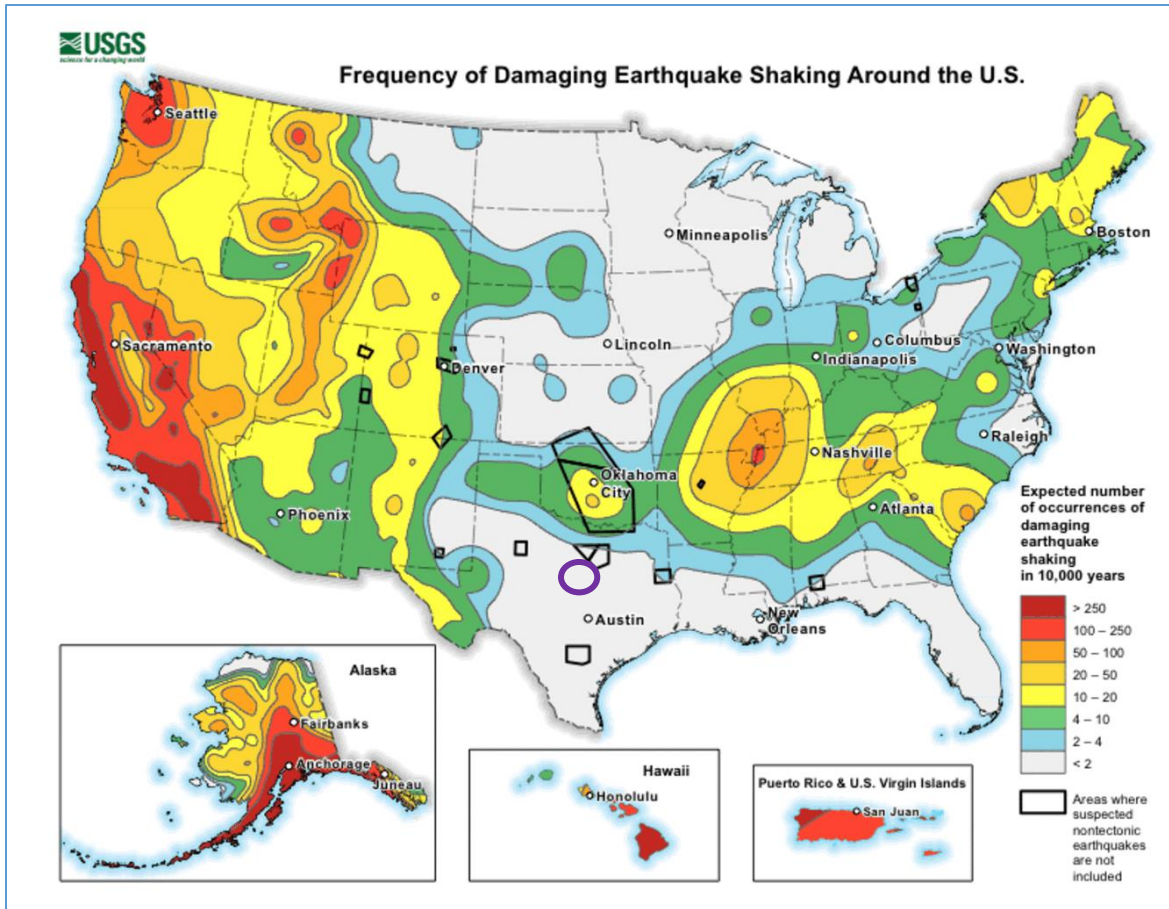 USGS
science for a changing world
Frequency of Damaging Earthquake Shaking Around the U.S.
Seattle
Minneapolis
Boston
Sacramento
Lincoln
Columbus
Indianapolis
Washington
Denver
Raleigh
Nashville
Oklahoma
City
Phoenix
Atlanta
Austin
New
Orleans
Expected number
of occurrences of
damaging
earthquake
shaking
in 10,000 years
> 250
100 – 250
50 – 100
20 – 50
10 – 20
4 – 10
2 – 4
< 2
Areas where
suspected
nontectonic
earthquakes
are not
included
Alaska
Fairbanks
Anchorage
Juneau
Hawaii
Honolulu
Puerto Rico & U.S. Virgin Islands
San Juan